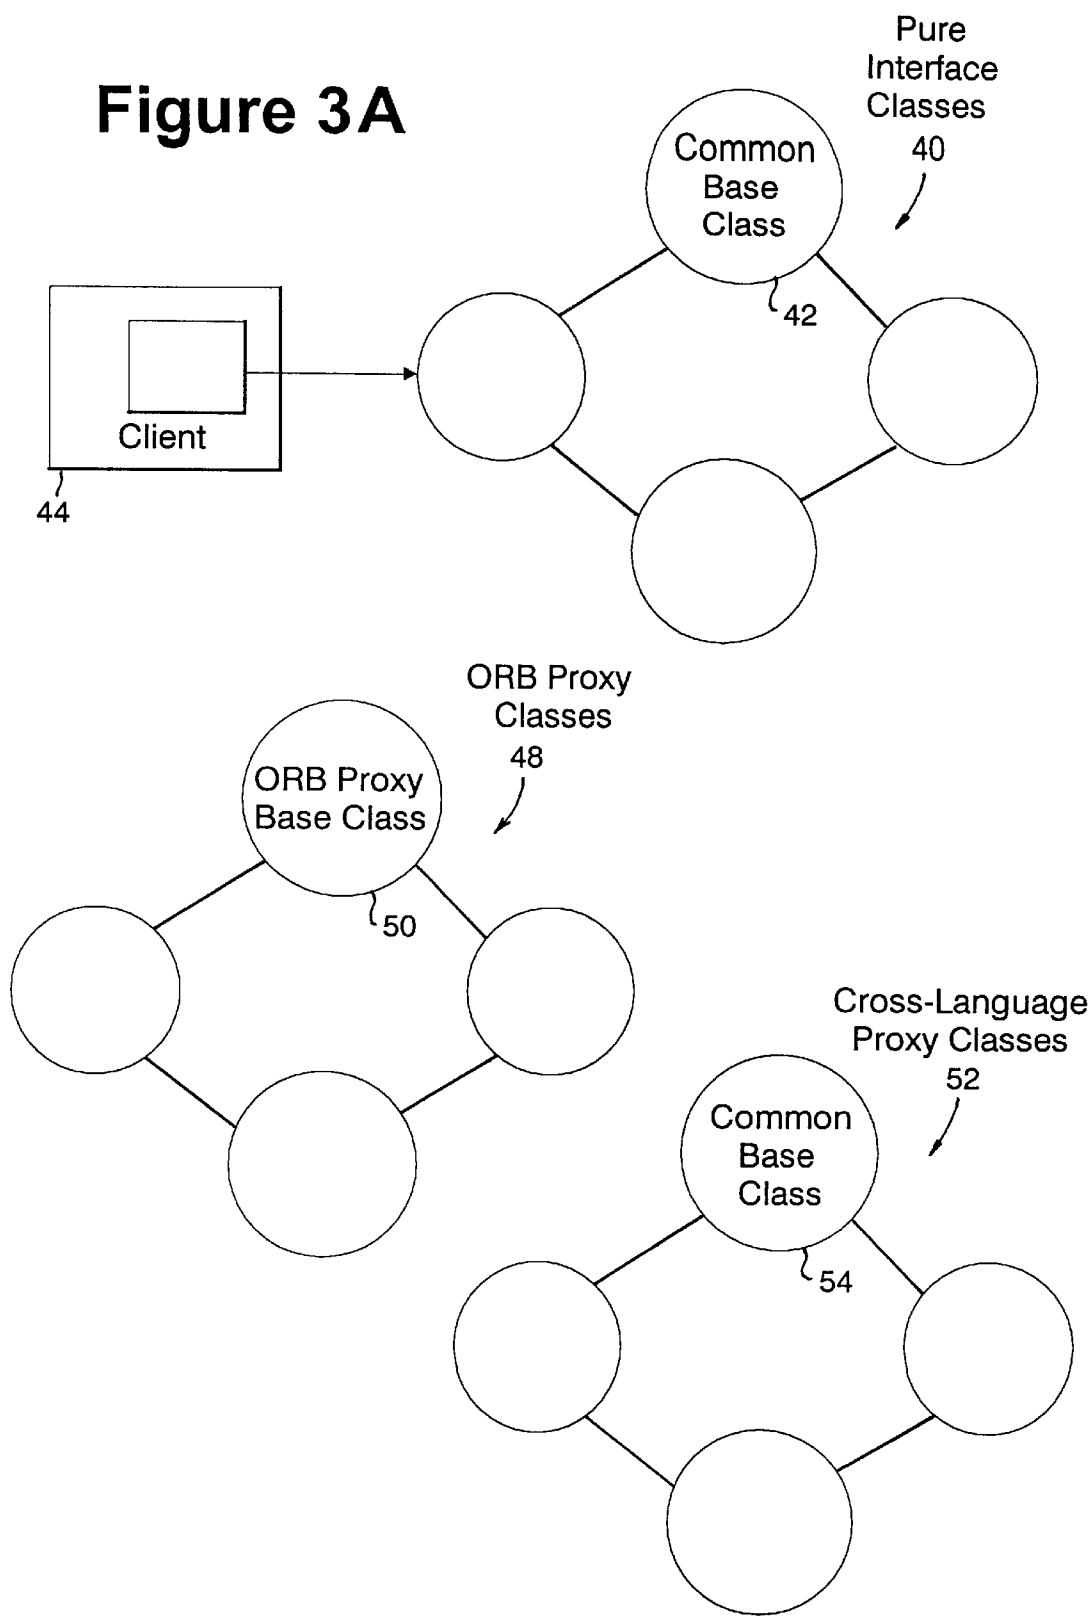 Figure 3A
Pure
Interface
Classes
40
Common
Base
Class
42
Client
44
ORB Proxy
Classes
48
ORB Proxy
Base Class
50
Cross-Language
Proxy Classes
52
Common
Base
Class
54